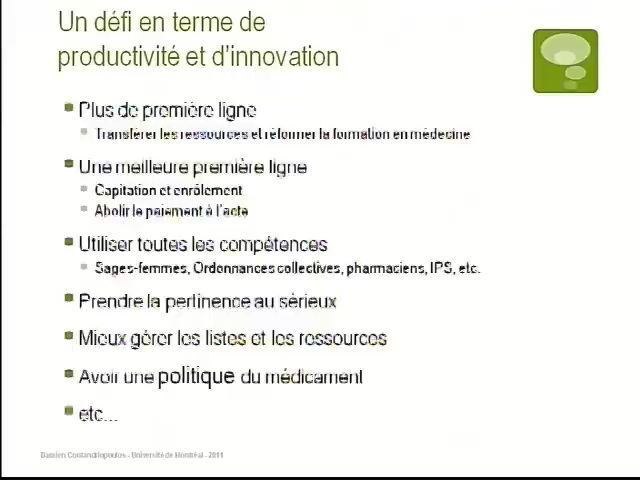 Un défi en terme de
productivité et d'innovation
Plus de première ligne
Transférer les ressources et réformer la formation en médecine
Une meilleure première ligne
Capitation et enrôlement
Abolir le paiement à l'acte
Utiliser toutes les compétences
Sages-femmes, Ordonnances collectives, pharmaciens, IPS, etc.
Prendre la pertinence au sérieux
Mieux gérer les listes et les ressources
Avoir une politique du médicament
etc...
Damien Contandriopoulos - Université de Montréal - 2011